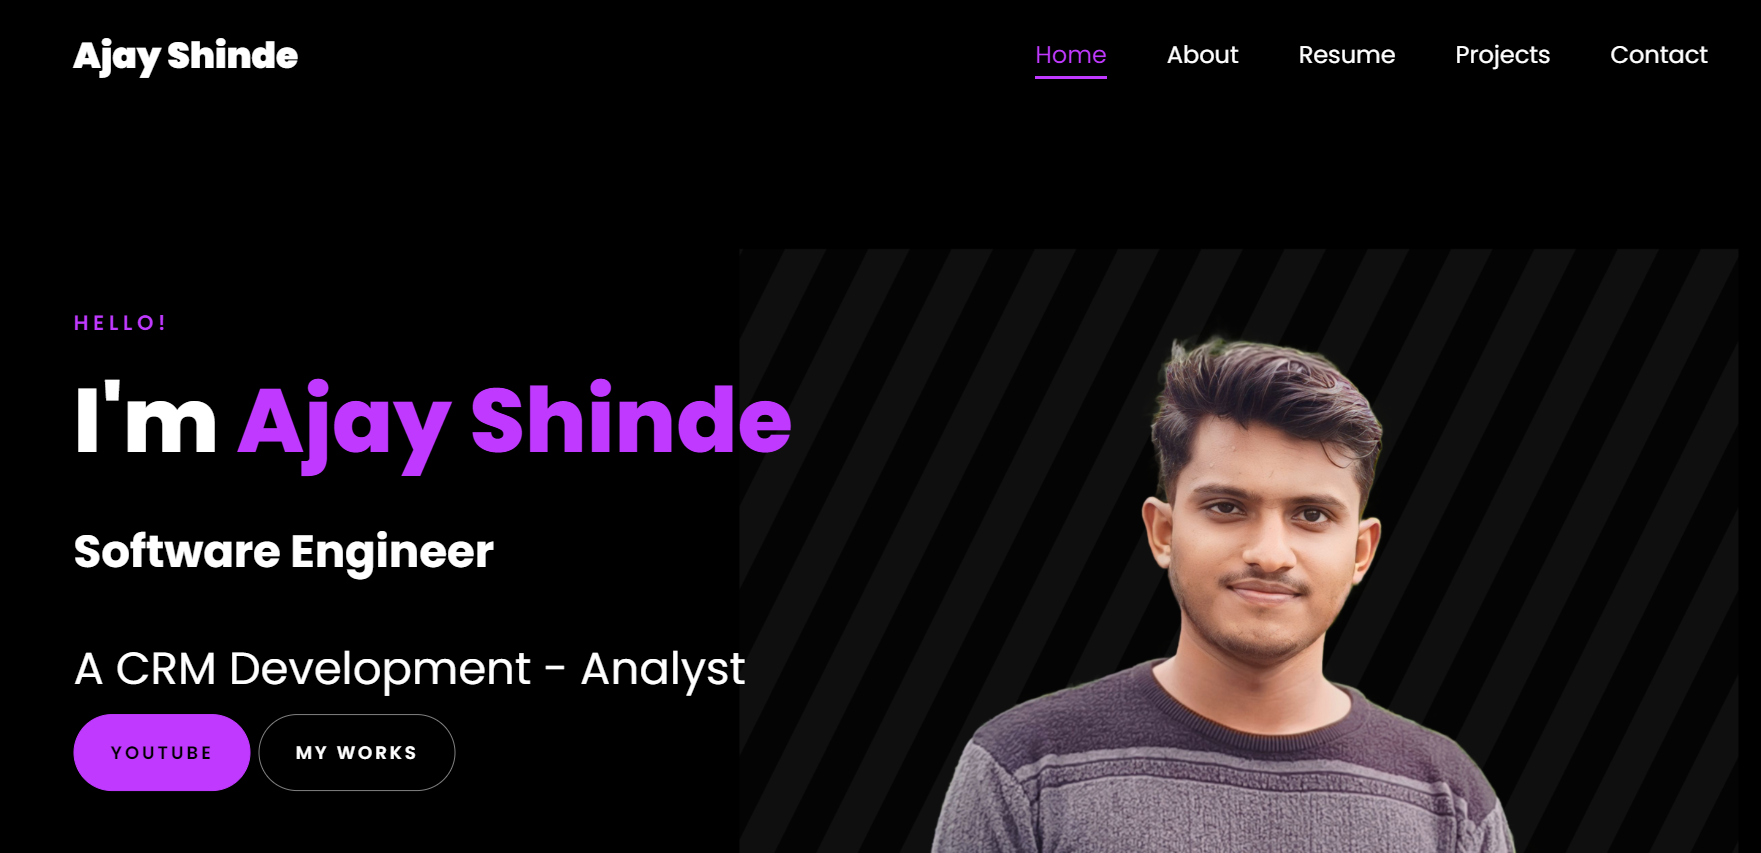 Ajay Shinde
Home About Resume Projects Contact
HELLO!
I'm Ajay Shinde
Software Engineer
A CRM Development - Analyst
YOUTUBE MY WORKS